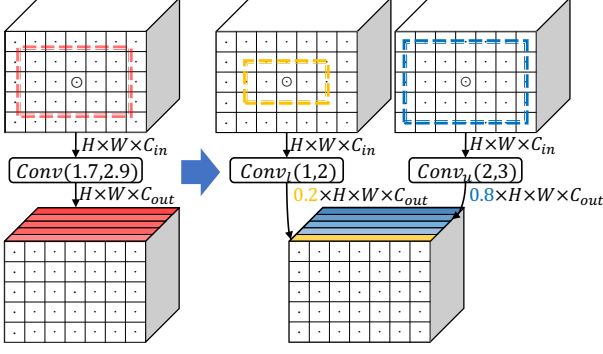 H×W×C_in
Conv(1.7,2.9)
H×W×C_out
H×W×C_in
Conv_l(1,2)
0.2×H×W×C_out
H×W×C_in
Conv_u(2,3)
0.8×H×W×C_out